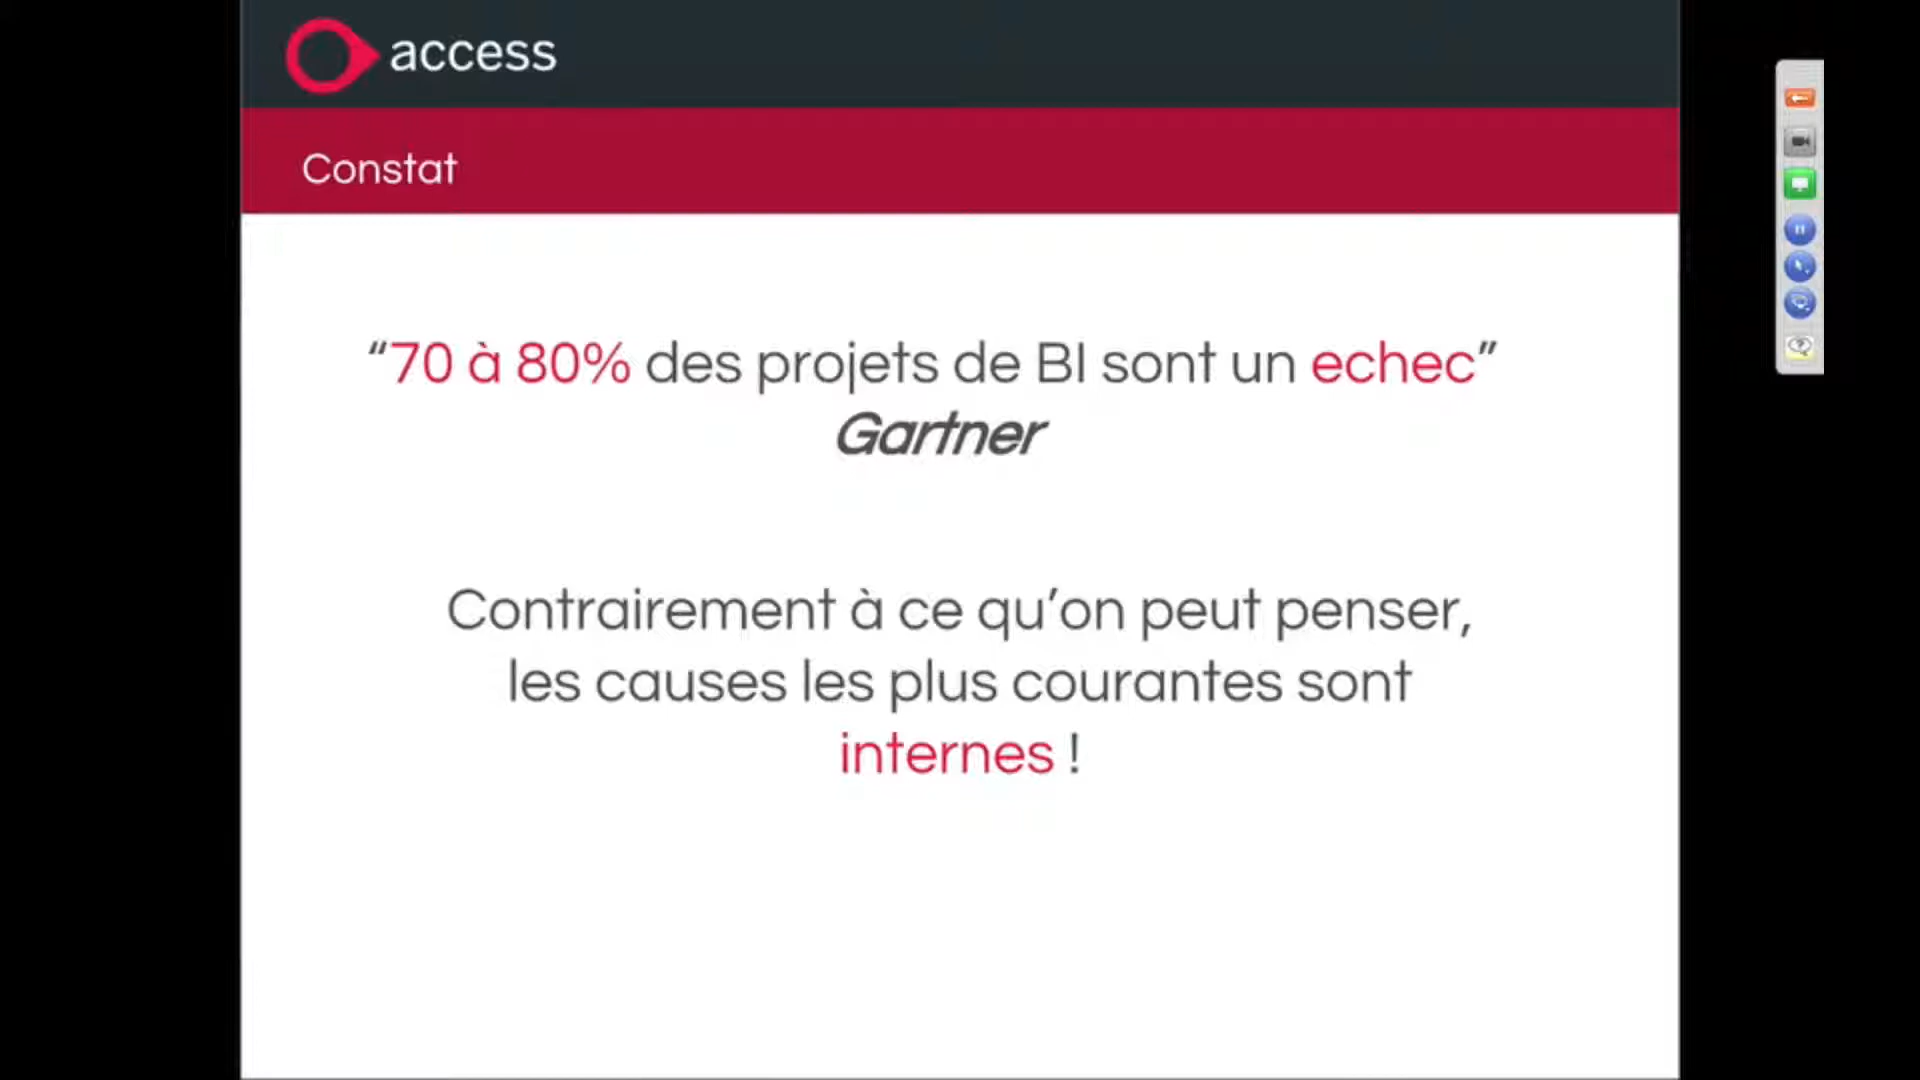 access
Constat
“70 à 80% des projets de BI sont un echec”
Gartner
Contrairement à ce qu’on peut penser,
les causes les plus courantes sont
internes !